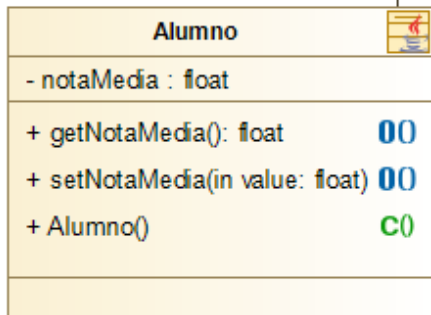 Alumno
- notaMedia : float
+ getNotaMedia(): float O()
+ setNotaMedia(in value: float) O()
+ Alumno() C()